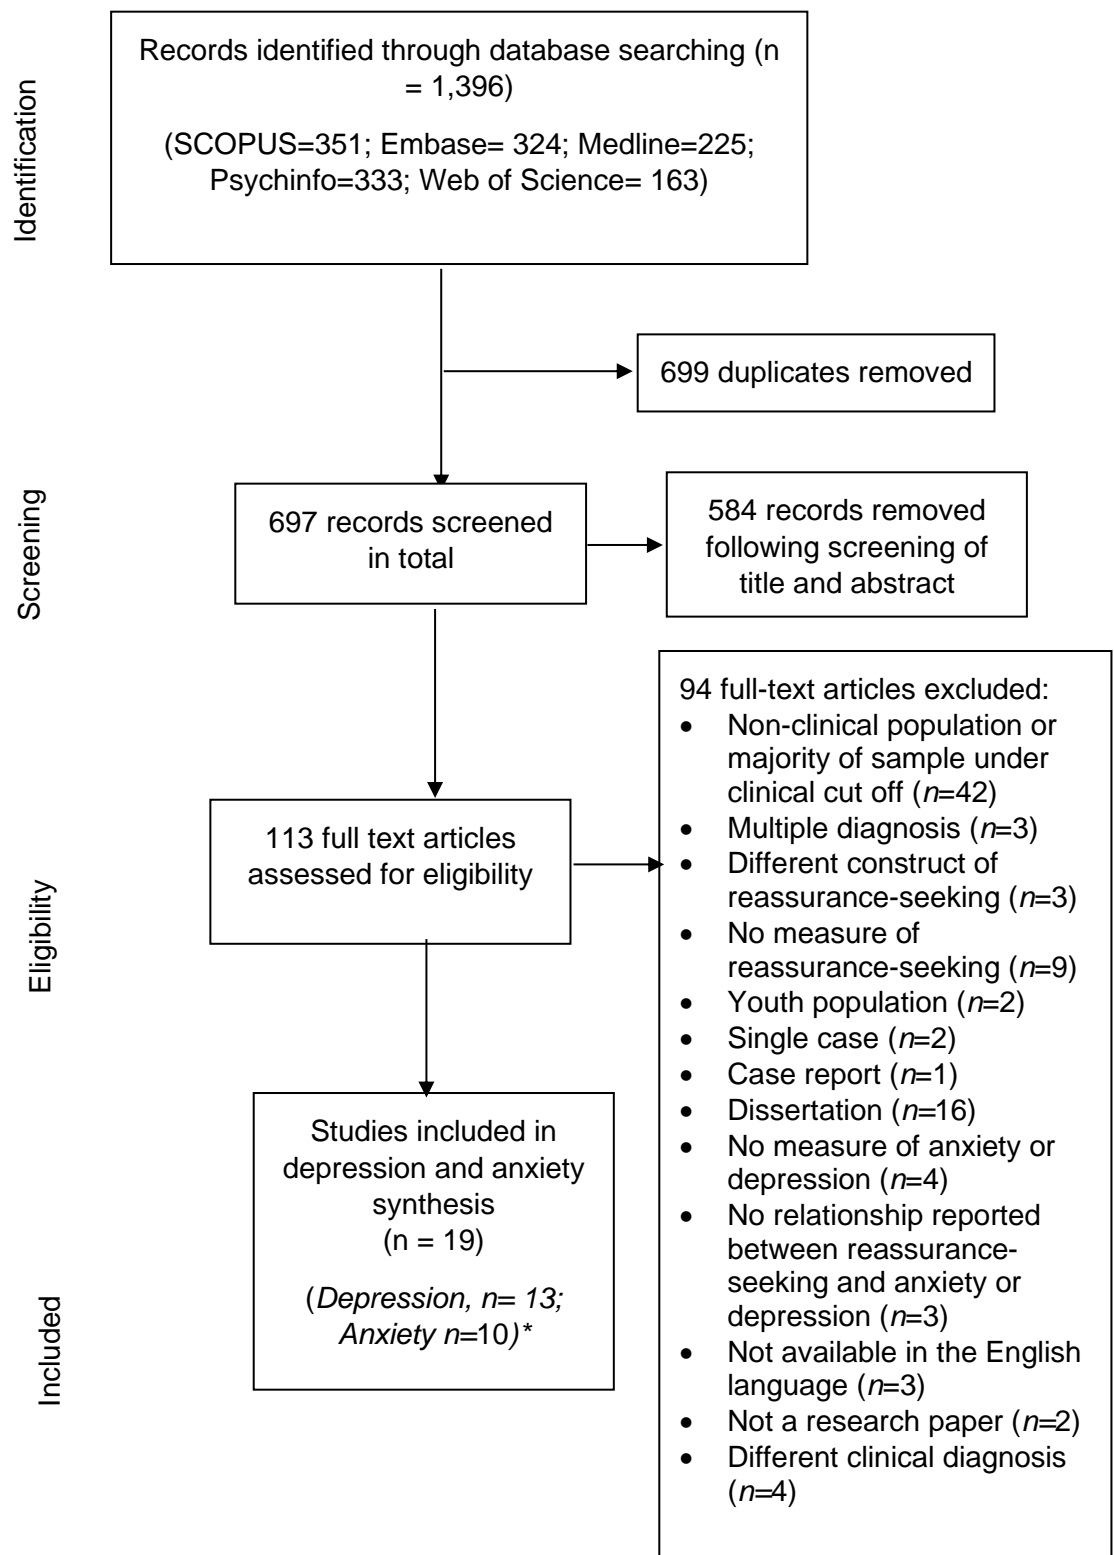 Identification
Records identified through database searching (n
= 1,396)
(SCOPUS=351; Embase= 324; Medline=225;
Psychinfo=333; Web of Science= 163)
699 duplicates removed
Screening
697 records screened
in total
584 records removed
following screening of
title and abstract
Eligibility
113 full text articles
assessed for eligibility
94 full-text articles excluded:
• Non-clinical population or
majority of sample under
clinical cut off (n=42)
• Multiple diagnosis (n=3)
• Different construct of
reassurance-seeking (n=3)
• No measure of
reassurance-seeking (n=9)
• Youth population (n=2)
• Single case (n=2)
• Case report (n=1)
• Dissertation (n=16)
• No measure of anxiety or
depression (n=4)
• No relationship reported
between reassurance-
seeking and anxiety or
depression (n=3)
• Not available in the English
language (n=3)
• Not a research paper (n=2)
• Different clinical diagnosis
(n=4)
Included
Studies included in
depression and anxiety
synthesis
(n = 19)
(Depression, n= 13;
Anxiety n=10)*